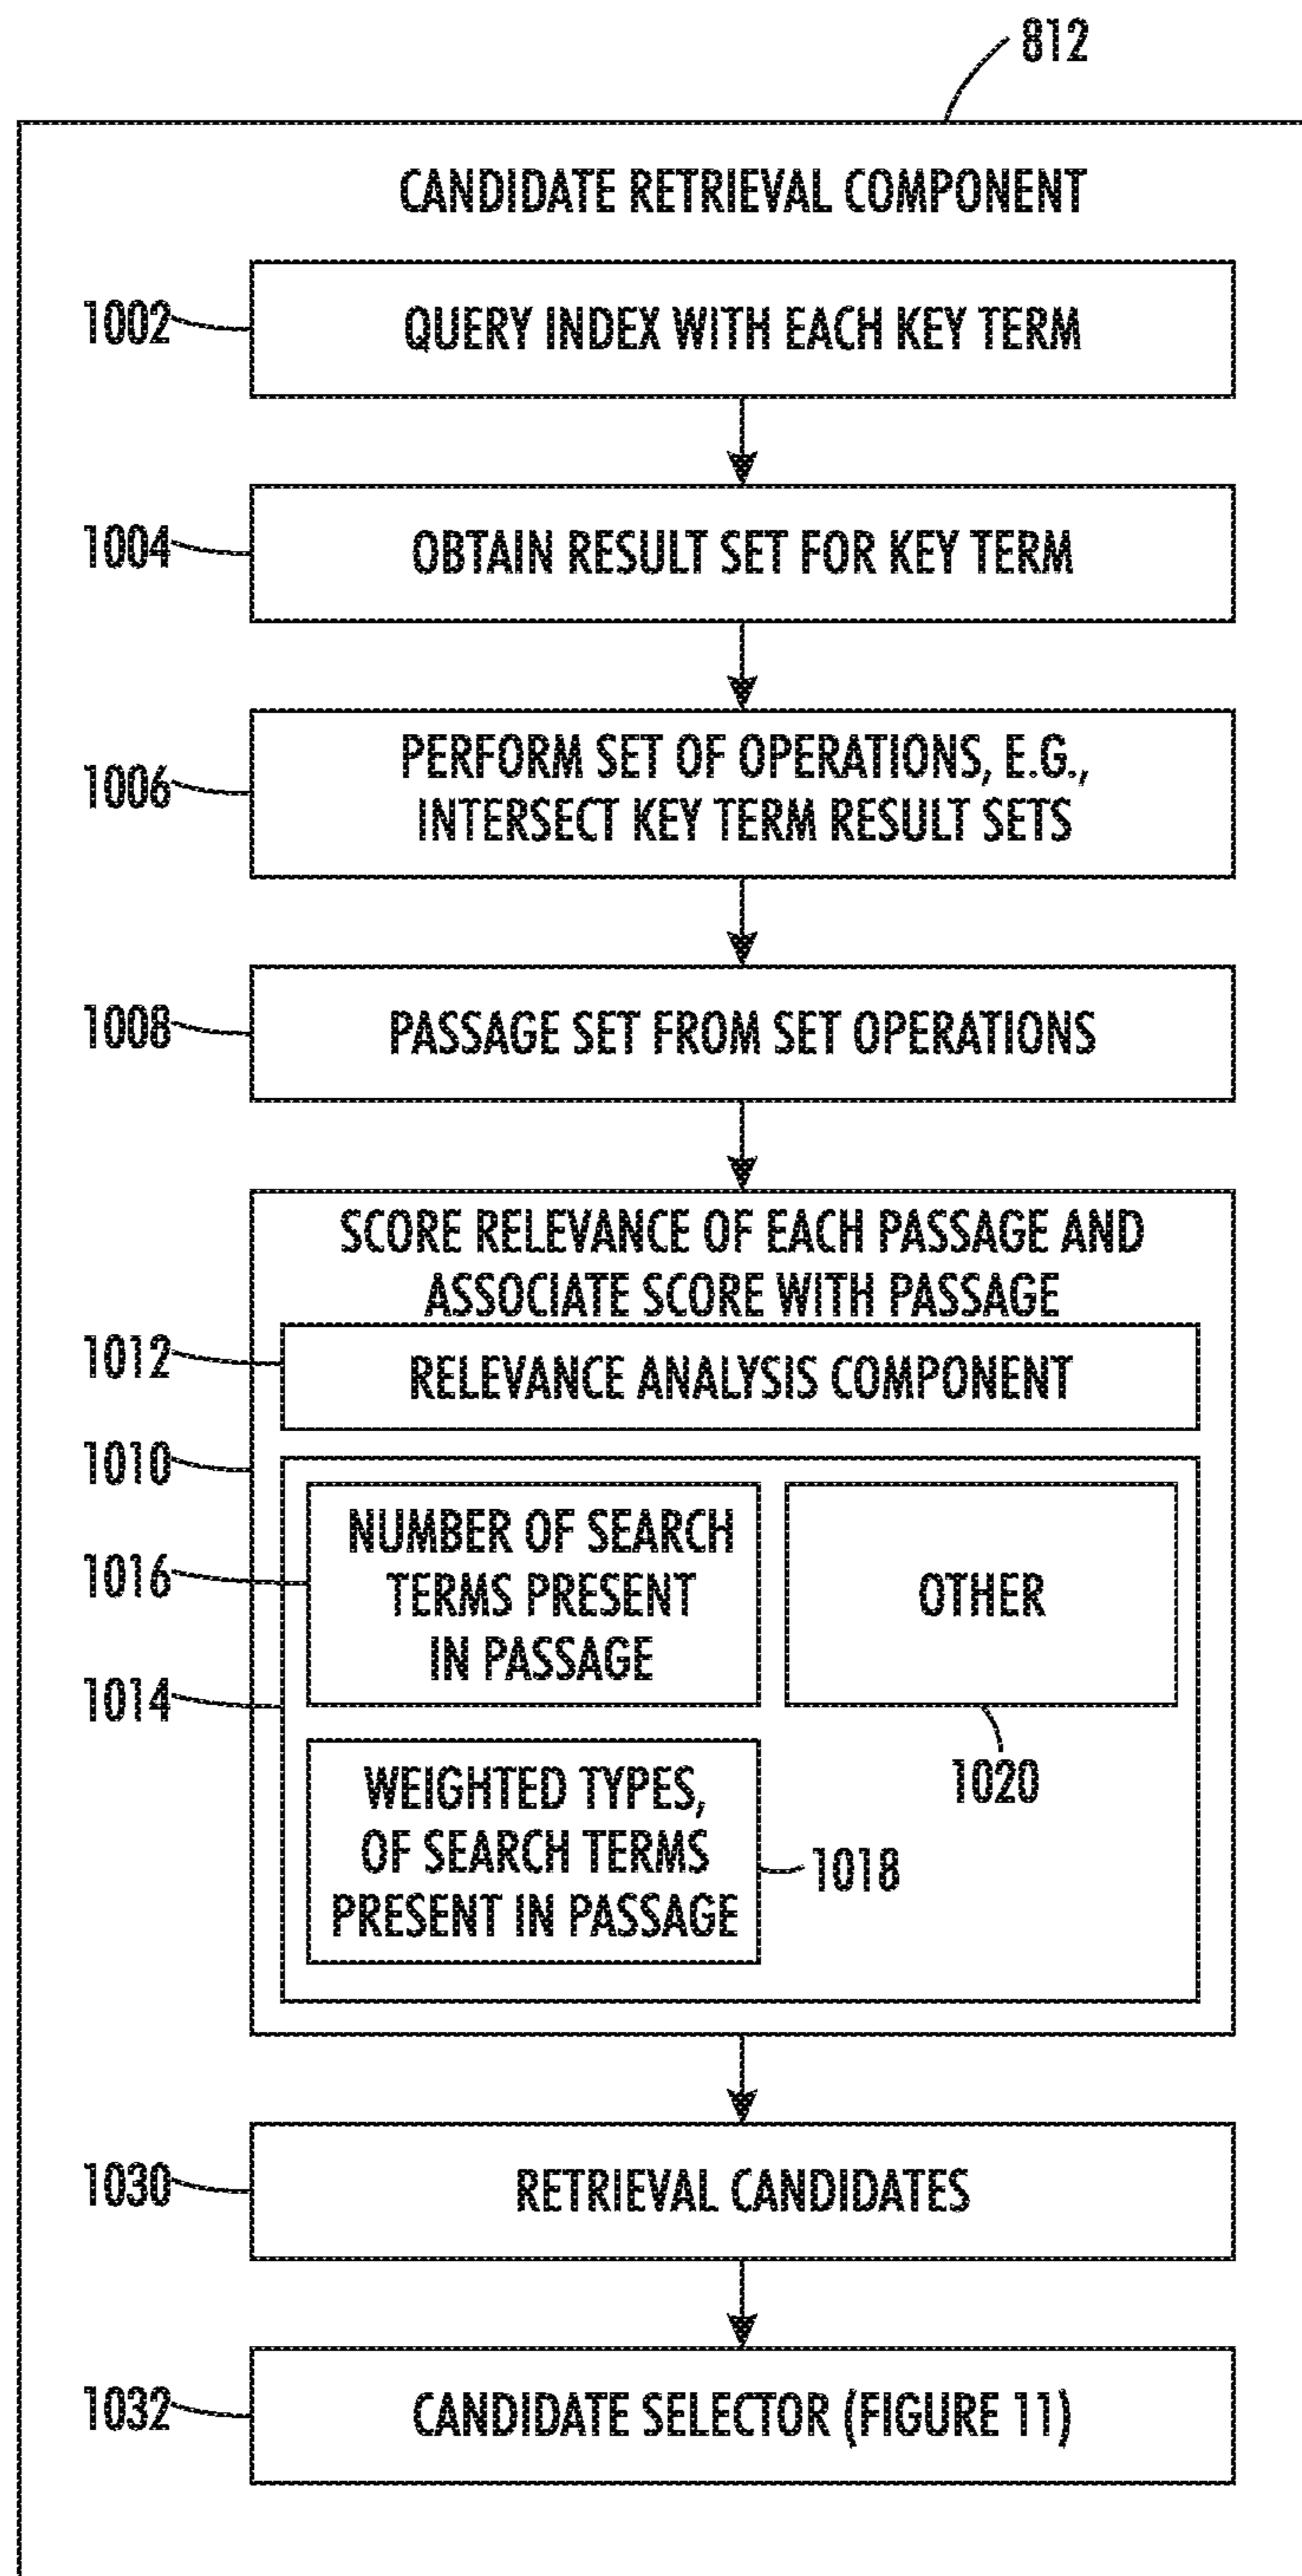 812
CANDIDATE RETRIEVAL COMPONENT
1002
QUERY INDEX WITH EACH KEY TERM
1004
OBTAIN RESULT SET FOR KEY TERM
1006
PERFORM SET OF OPERATIONS, E.G.,
INTERSECT KEY TERM RESULT SETS
1008
PASSAGE SET FROM SET OPERATIONS
SCORE RELEVANCE OF EACH PASSAGE AND
ASSOCIATE SCORE WITH PASSAGE
1012
RELEVANCE ANALYSIS COMPONENT
1010
1016
NUMBER OF SEARCH
TERMS PRESENT
IN PASSAGE
OTHER
1014
1020
WEIGHTED TYPES,
OF SEARCH TERMS
PRESENT IN PASSAGE
1018
1030
RETRIEVAL CANDIDATES
1032
CANDIDATE SELECTOR (FIGURE 11)